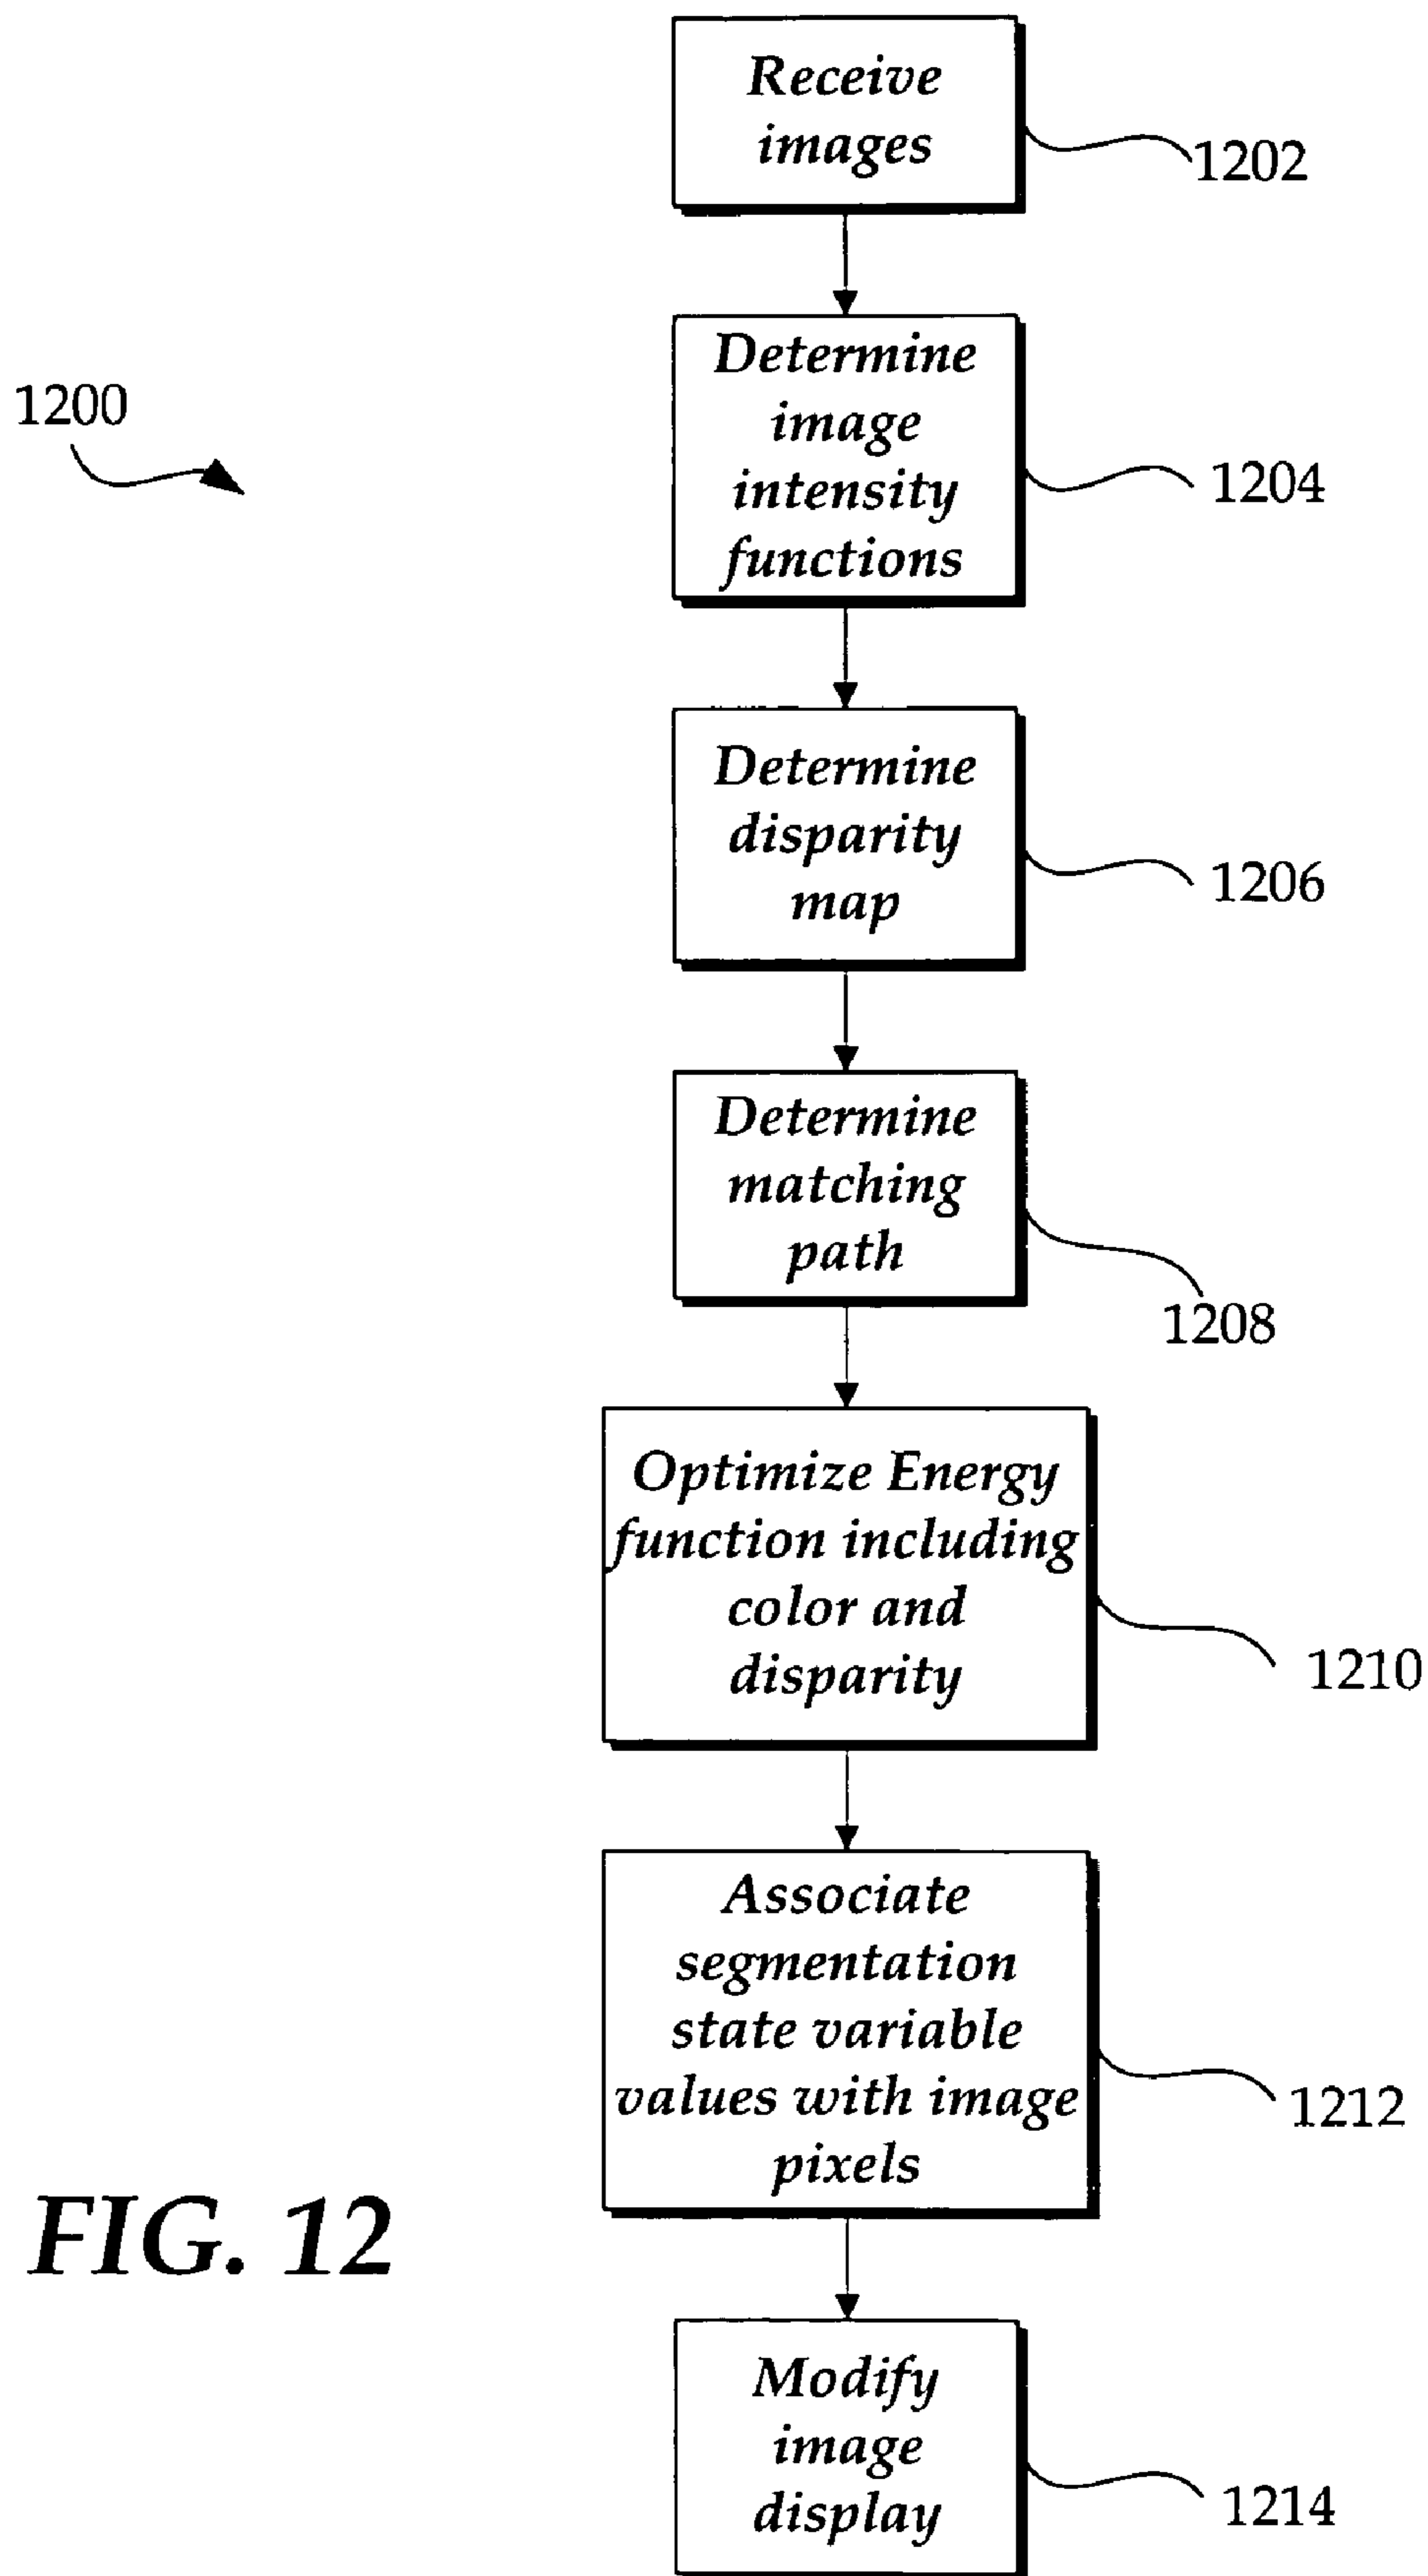 Receive
images
1202
1200
Determine
image
intensity
functions
1204
Determine
disparity
map
1206
Determine
matching
path
1208
Optimize Energy
function including
color and
disparity
1210
Associate
segmentation
state variable
values with image
pixels
1212
FIG. 12
Modify
image
display
1214